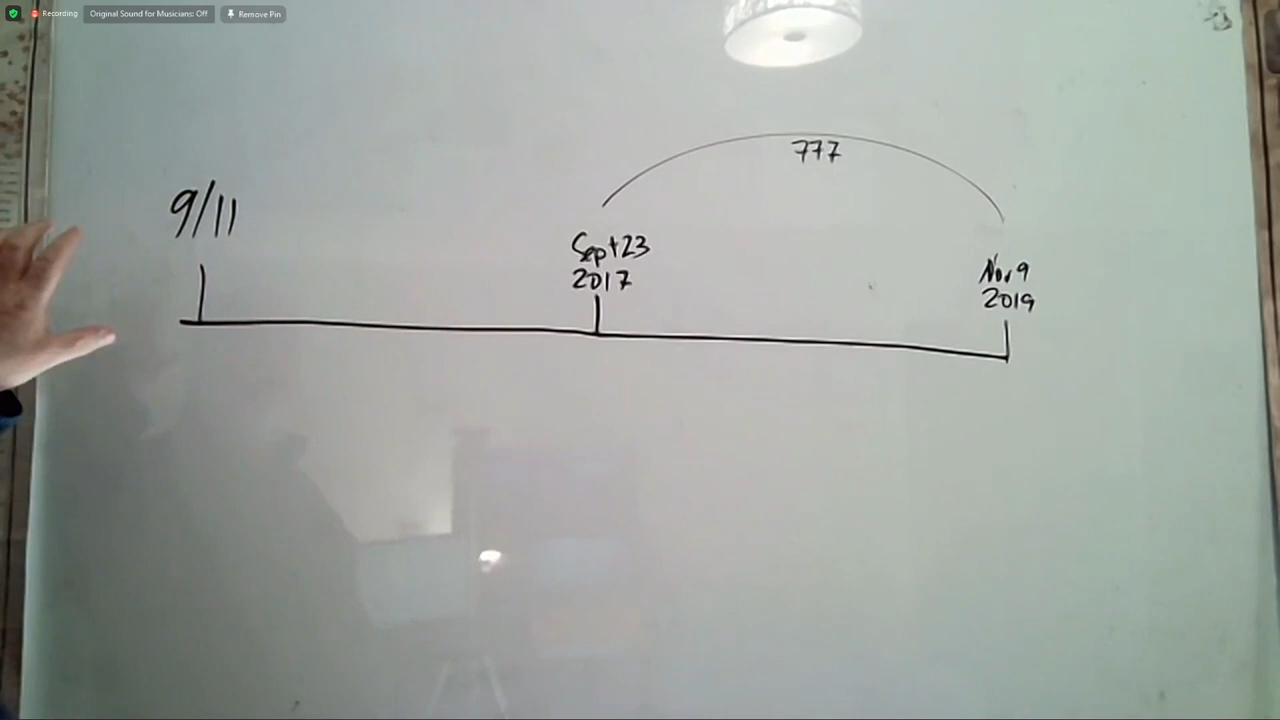 Recording
Original Sound for Musicians: Off
Remove Pin
777
9/11
Sept 23
2017
Nov 9
2019